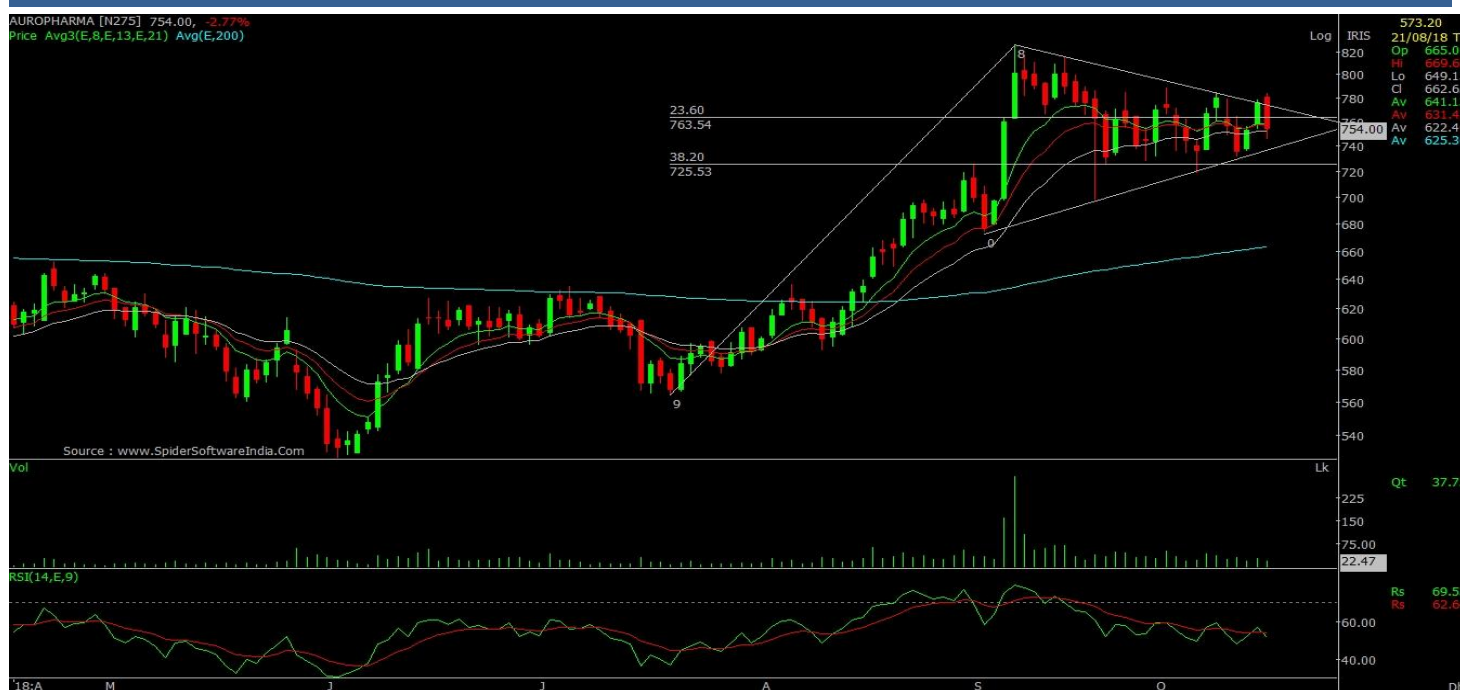 AUROPHARMA [N275] 754.00, -2.77%
Price Avg3(E,8,E,13,E,21) Avg(E,200)
Log
IRIS
573.20
21/08/18 T
Op 665.0
Hi 669.6
Lo 649.1
Cl 662.6
Av 641.1
Av 631.4
Av 622.4
Av 625.3
820
800
780
754.00
740
720
700
680
660
640
620
600
580
560
540
23.60
763.54
38.20
725.53
8
0
9
Source : www.SpiderSoftwareIndia.Com
Vol
Lk
Qt 37.7
225
150
75.00
22.47
RSI(14,E,9)
Rs 69.5
Rs 62.6
60.00
40.00
'18:A M J J A S O